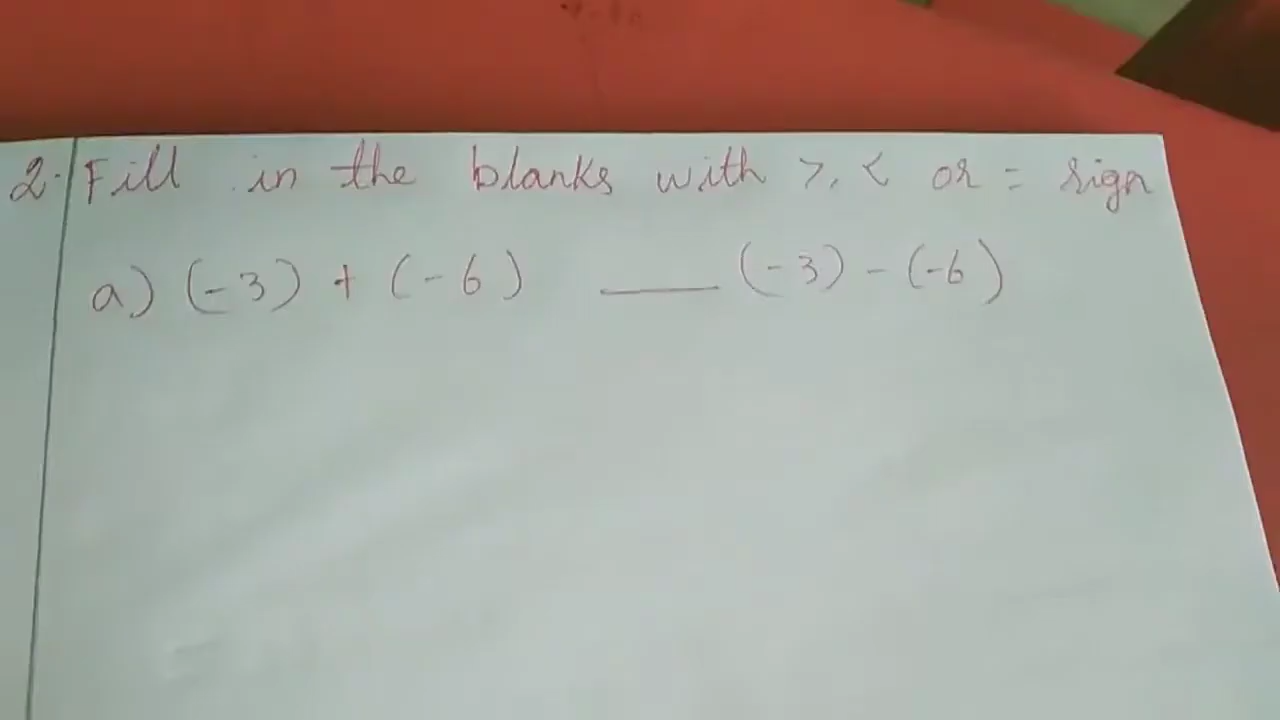 2. Fill in the blanks with >, < or = sign
a) (-3) + (-6) ____ (-3) - (-6)